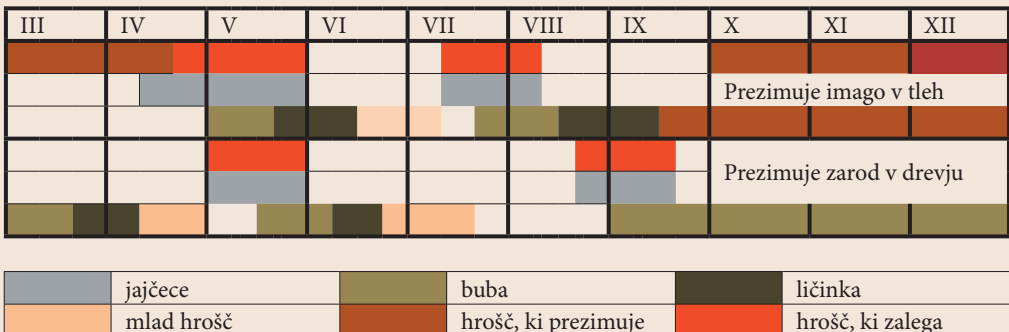 III IV V VI VII VIII IX X XI XII
Prezimuje imago v tleh
Prezimuje zarod v drevju
jajčece buba ličinka
mlad hrošč hrošč, ki prezimuje hrošč, ki zalega